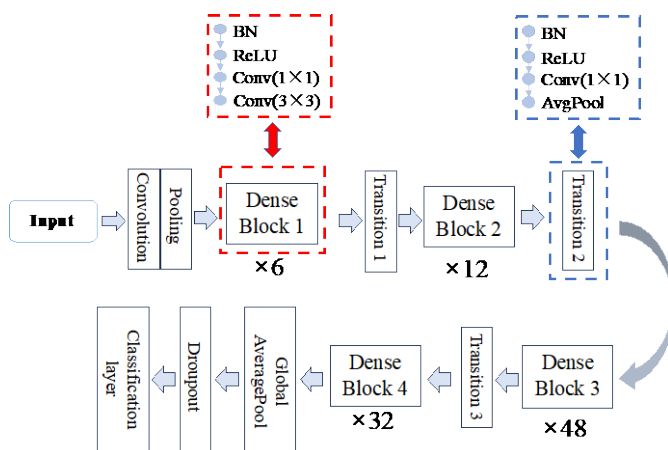 BN
ReLU
Conv(1×1)
Conv(3×3)
BN
ReLU
Conv(1×1)
AvgPool
Input
Convolution
Pooling
Dense
Block 1
×6
Transition 1
Dense
Block 2
×12
Transition 2
Dense
Block 3
×48
Transition 3
Dense
Block 4
×32
Global
AveragePool
Droupout
Classification
layer